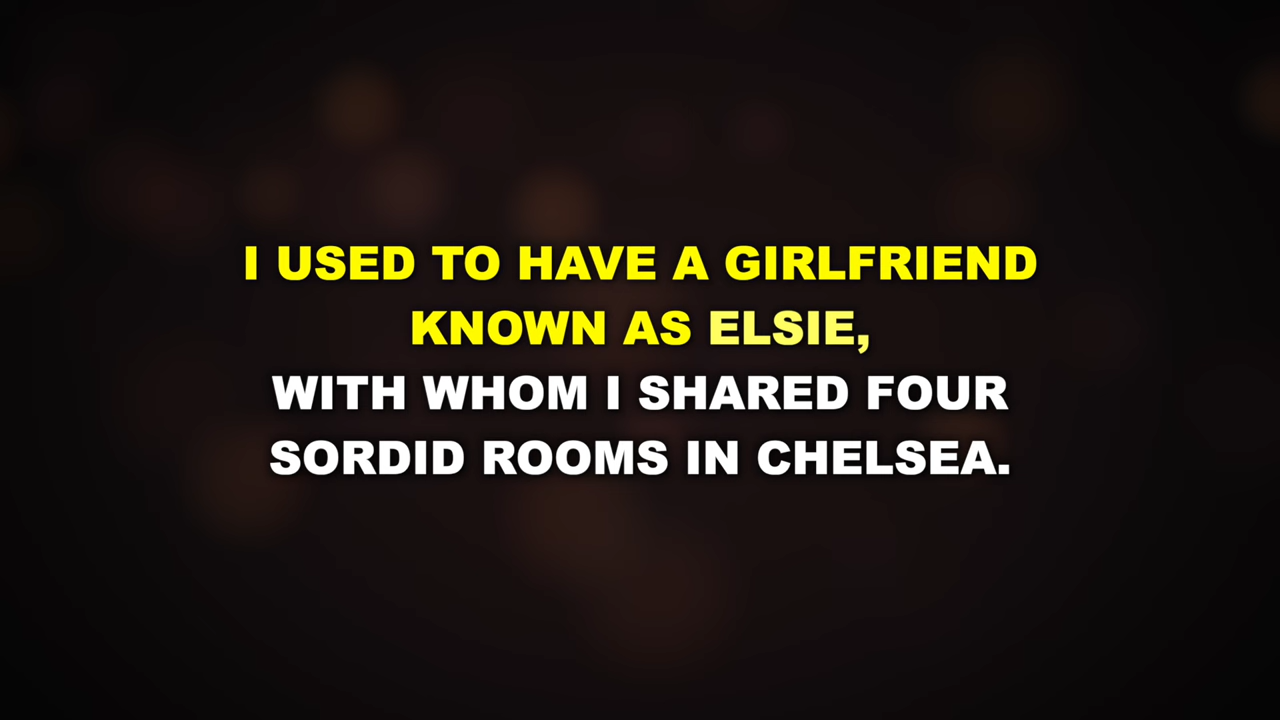 I USED TO HAVE A GIRLFRIEND
KNOWN AS ELSIE,
WITH WHOM I SHARED FOUR
SORDID ROOMS IN CHELSEA.